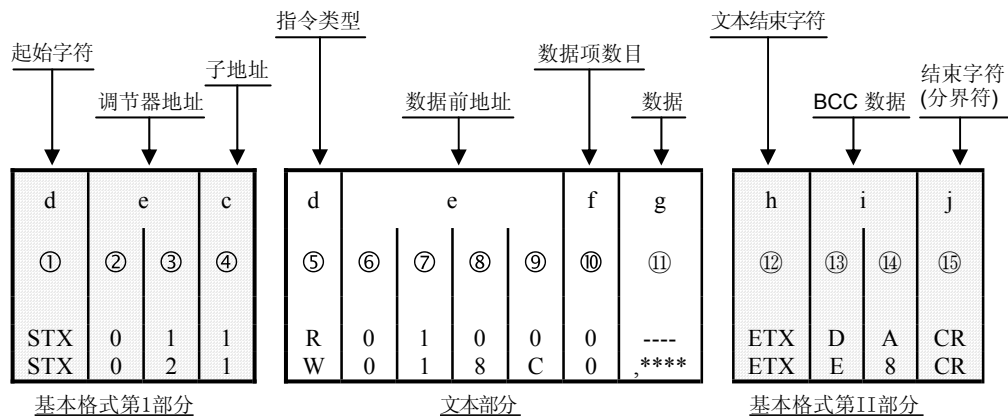 指令类型
文本结束字符
起始字符
子地址
数据项数目
结束字符
(分界符)
调节器地址
数据前地址
数据
BCC 数据
d e c d e f g h i j
① ② ③ ④ ⑤ ⑥ ⑦ ⑧ ⑨ ⑩ ⑪ ⑫ ⑬ ⑭ ⑮
STX 0 1 1 R 0 1 0 0 0 ---- ETX D A CR
STX 0 2 1 W 0 1 8 C 0 ,**** ETX E 8 CR
基本格式第1部分
文本部分
基本格式第II部分